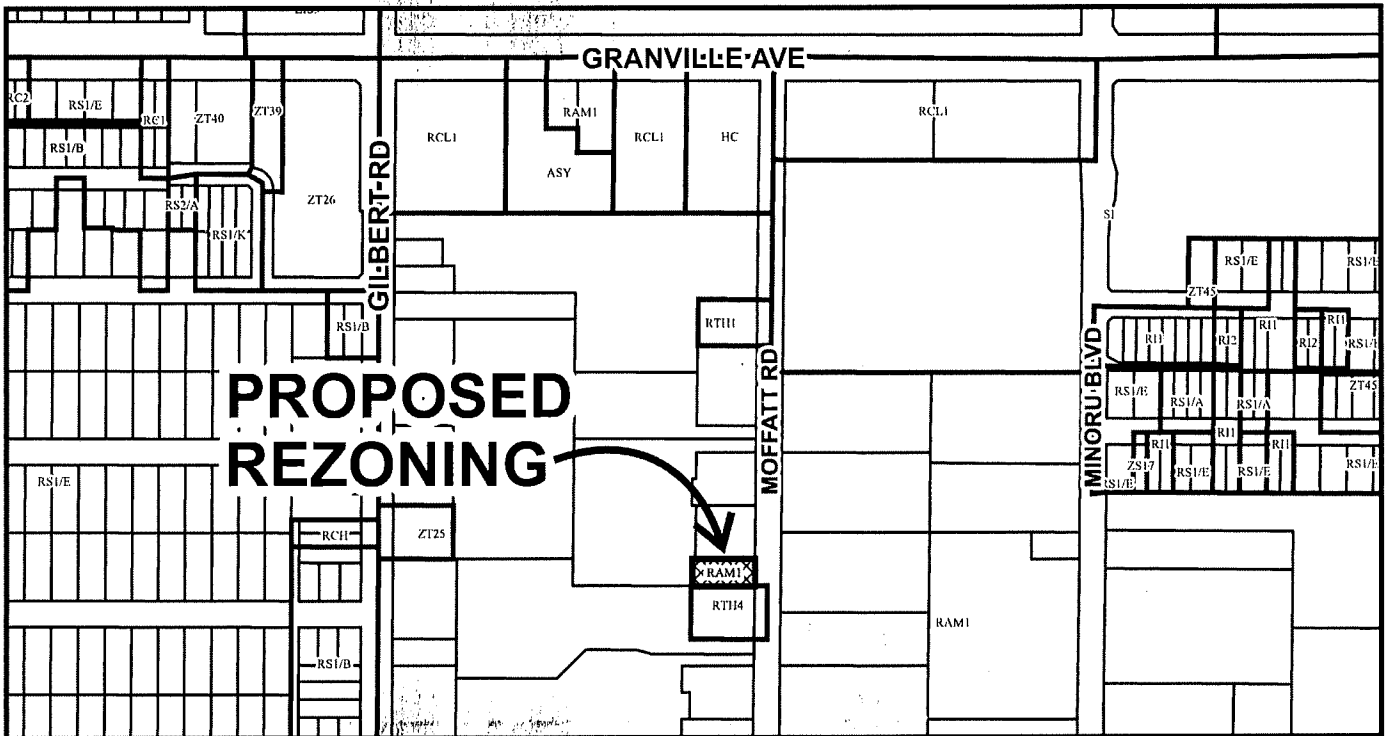 GRANVILLE AVE
RC2
RS1/E
RC1
ZT40
ZT39
RCL1
RAM1
RCL1
HC
RCL1
RS1/B
ASY
RS2/A
ZT26
RS1/K
GILBERT RD
SI
RS1/E
RS1/E
ZT45
RS1/B
RTH1
MOFFATT RD
MINORU BLVD
RI1
RI2
RI1
RI2
RI1
RS1/E
RS1/E
RS1/A
RS1/A
ZT45
PROPOSED
REZONING
RI1
RI1
RI1
RS1/E
ZS17
RS1/E
RS1/E
RS1/E
RS1/E
RCH
ZT25
RAM1
RTH4
RAM1
RS1/B